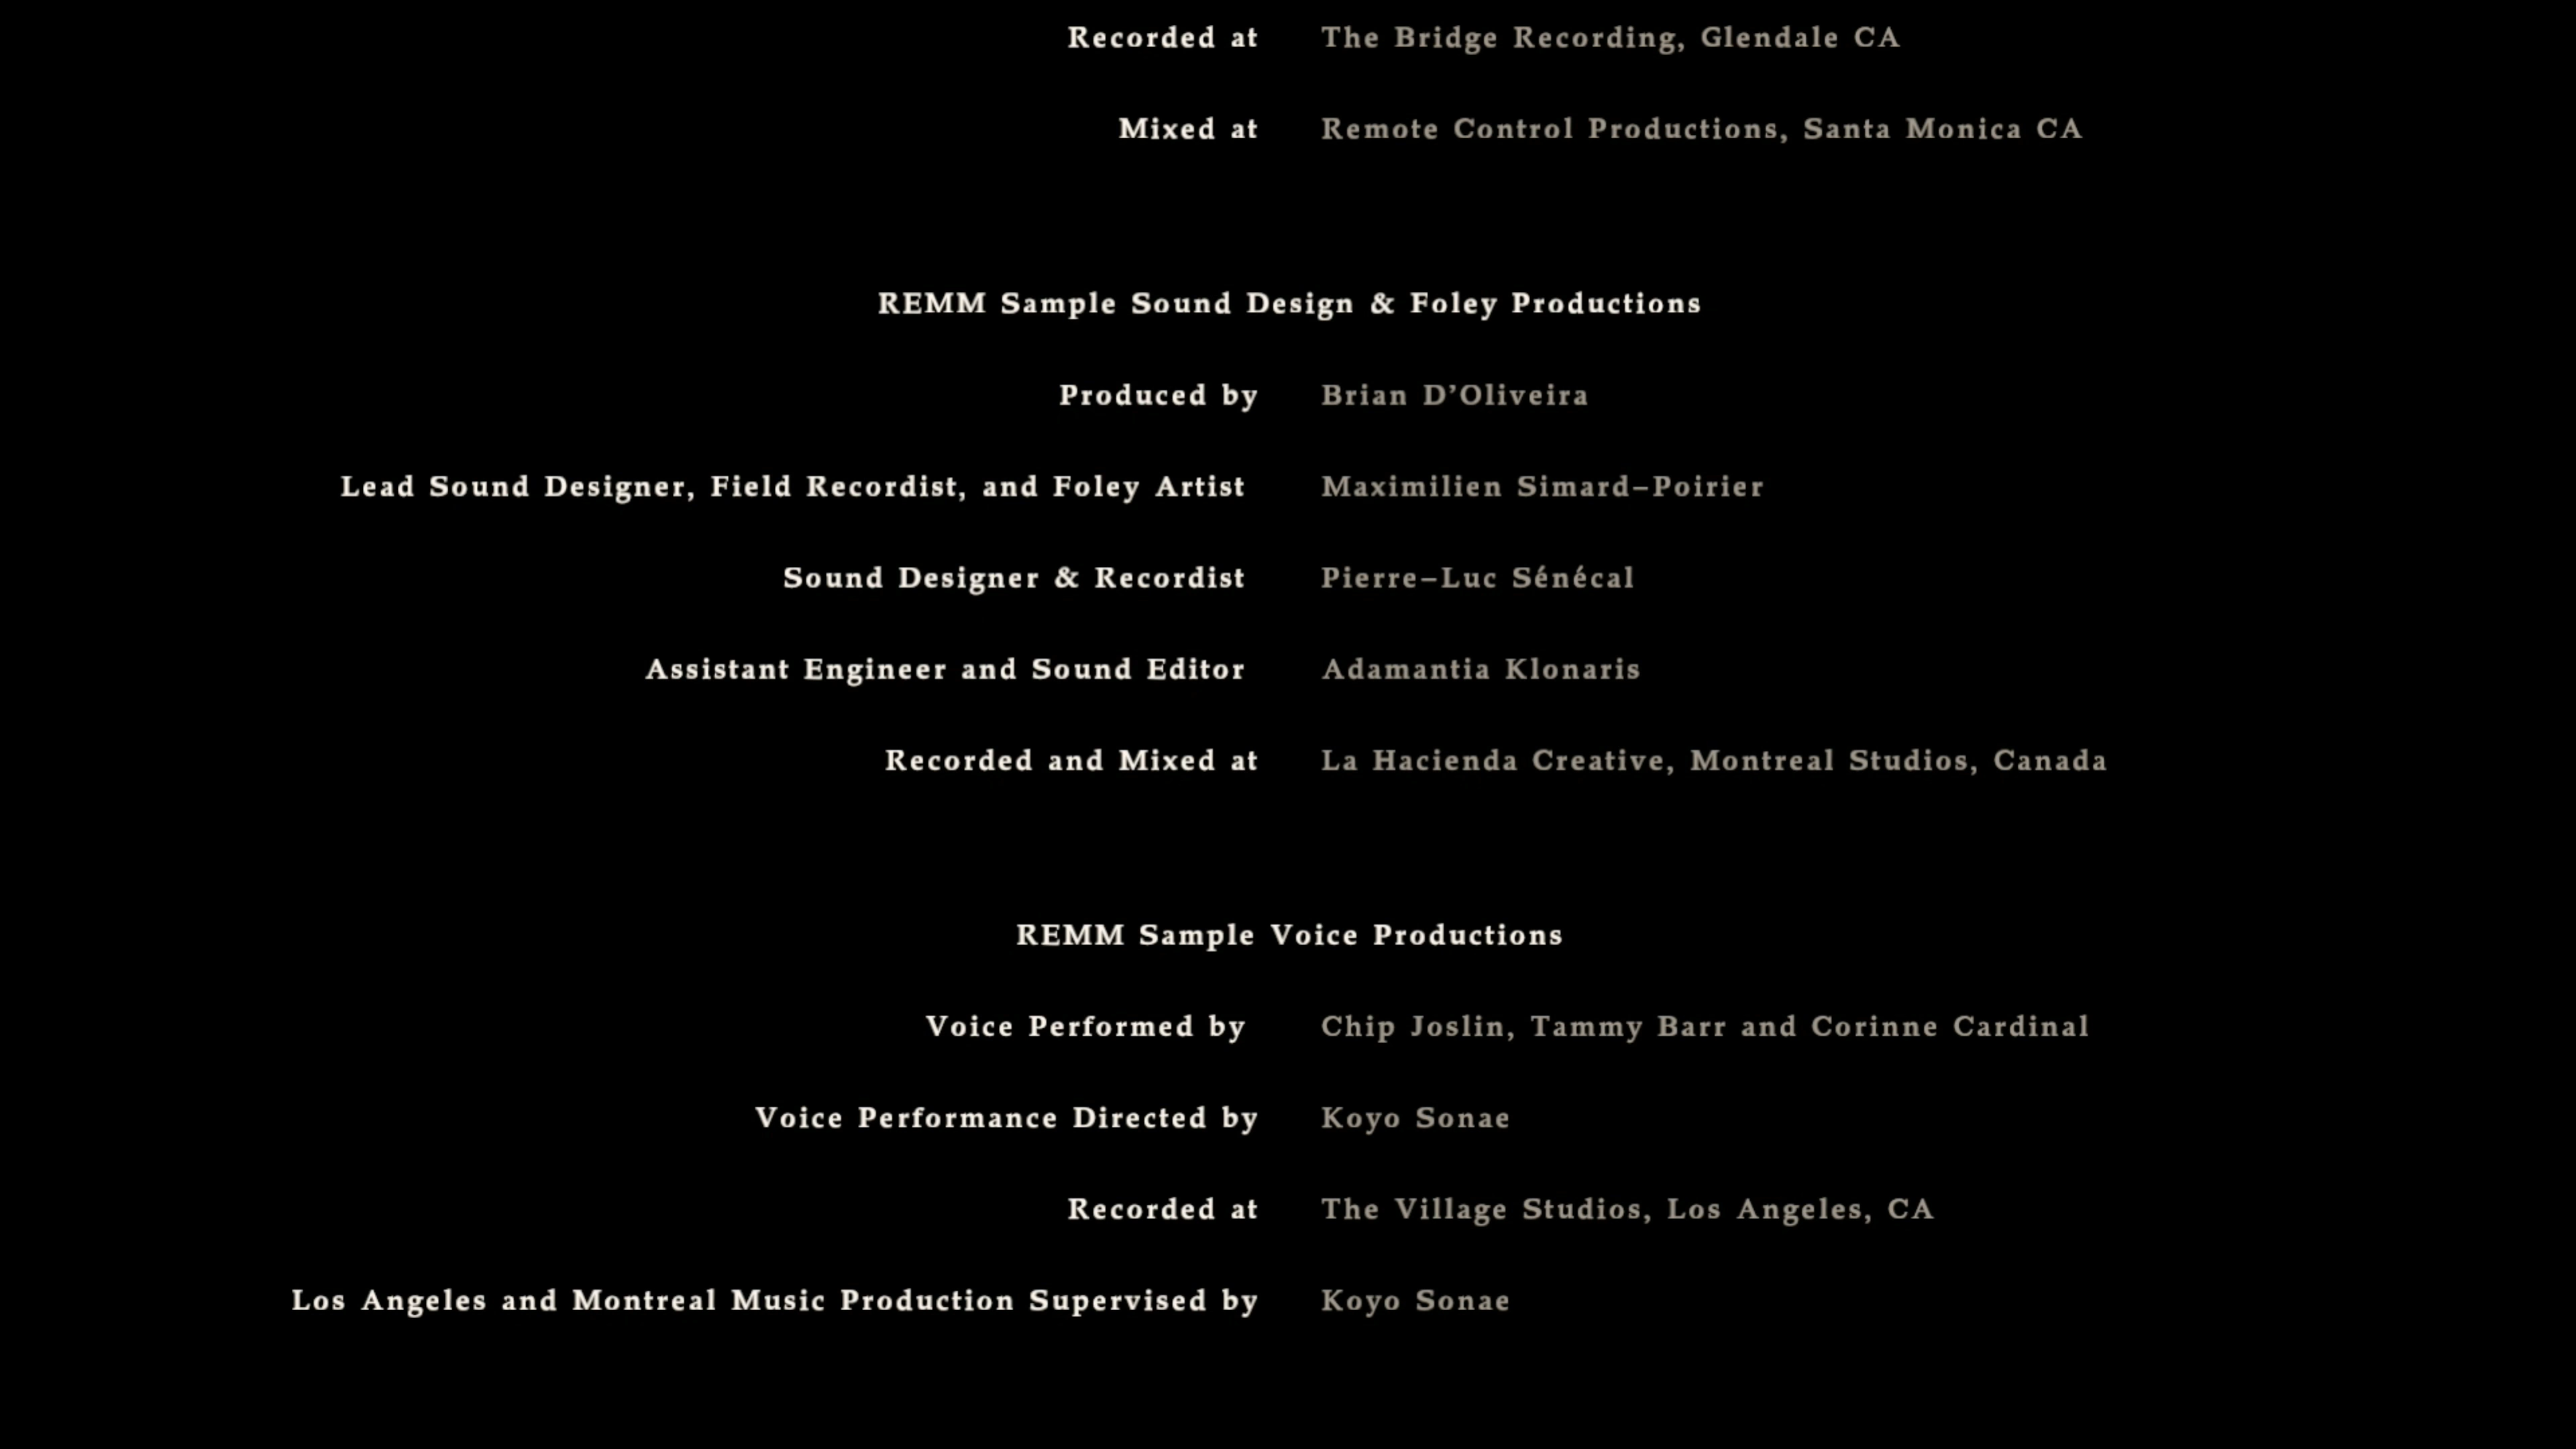 Recorded at The Bridge Recording, Glendale CA
Mixed at Remote Control Productions, Santa Monica CA
REMM Sample Sound Design & Foley Productions
Produced by Brian D’Oliveira
Lead Sound Designer, Field Recordist, and Foley Artist Maximilien Simard–Poirier
Sound Designer & Recordist Pierre–Luc Sénécal
Assistant Engineer and Sound Editor Adamantia Klonaris
Recorded and Mixed at La Hacienda Creative, Montreal Studios, Canada
REMM Sample Voice Productions
Voice Performed by Chip Joslin, Tammy Barr and Corinne Cardinal
Voice Performance Directed by Koyo Sonae
Recorded at The Village Studios, Los Angeles, CA
Los Angeles and Montreal Music Production Supervised by Koyo Sonae